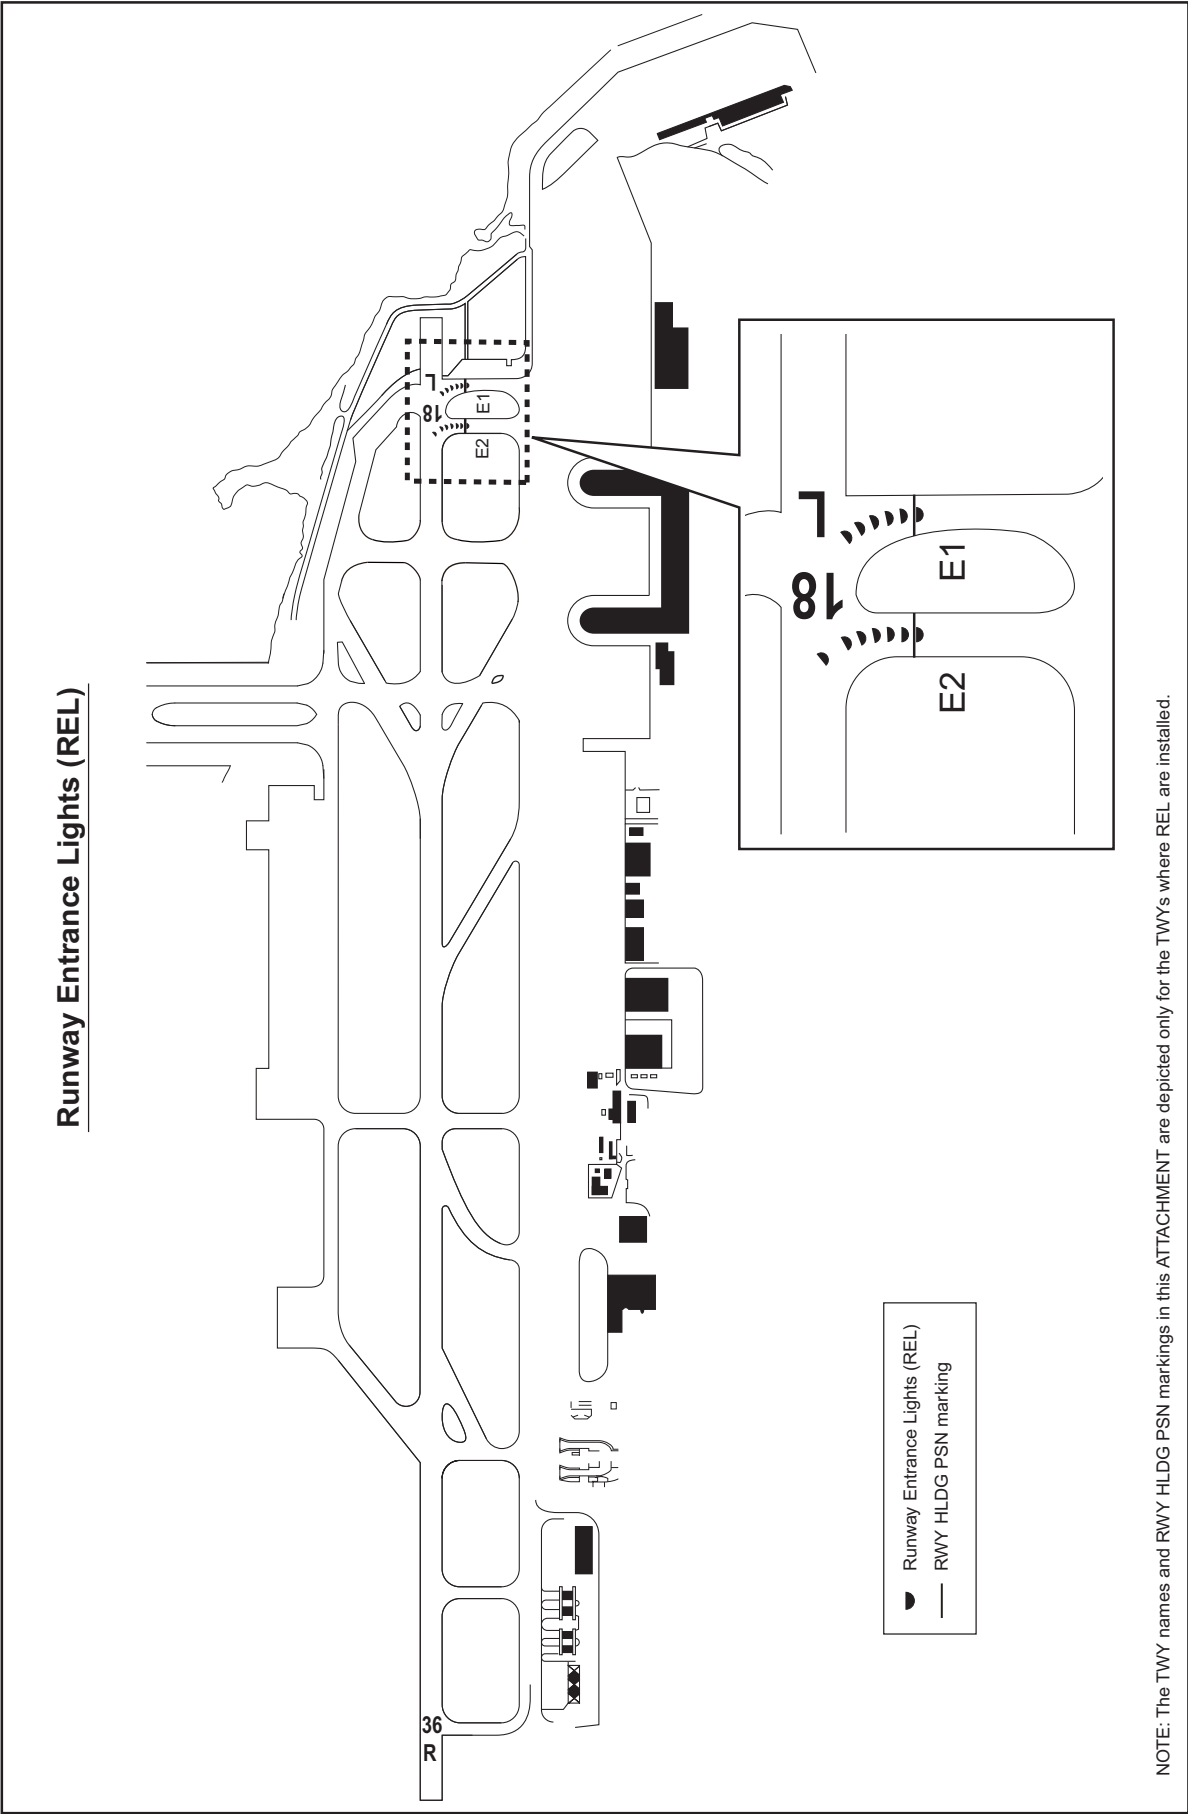 Runway Entrance Lights (REL)
18
L
E1
E2
36
R
18
L
E1
E2
Runway Entrance Lights (REL)
RWY HLDG PSN marking
NOTE: The TWY names and RWY HLDG PSN markings in this ATTACHMENT are depicted only for the TWYs where REL are installed.